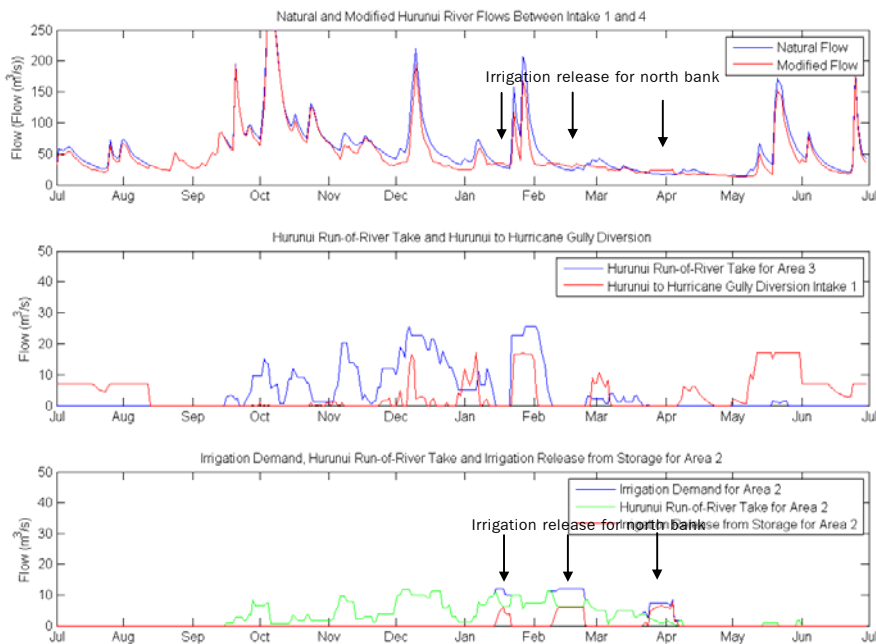 Natural and Modified Hurunui River Flows Between Intake 1 and 4
Flow (Flow (m³/s))
250
200
150
100
50
0
Natural Flow
Modified Flow
Irrigation release for north bank
Jul Aug Sep Oct Nov Dec Jan Feb Mar Apr May Jun Jul
Hurunui Run-of-River Take and Hurunui to Hurricane Gully Diversion
Flow (m³/s)
50
40
30
20
10
0
Hurunui Run-of-River Take for Area 3
Hurunui to Hurricane Gully Diversion Intake 1
Jul Aug Sep Oct Nov Dec Jan Feb Mar Apr May Jun Jul
Irrigation Demand, Hurunui Run-of-River Take and Irrigation Release from Storage for Area 2
Flow (m³/s)
50
40
30
20
10
0
Irrigation Demand for Area 2
Hurunui Run-of-River Take for Area 2
Irrigation Release from Storage for Area 2
Irrigation release for north bank
Jul Aug Sep Oct Nov Dec Jan Feb Mar Apr May Jun Jul